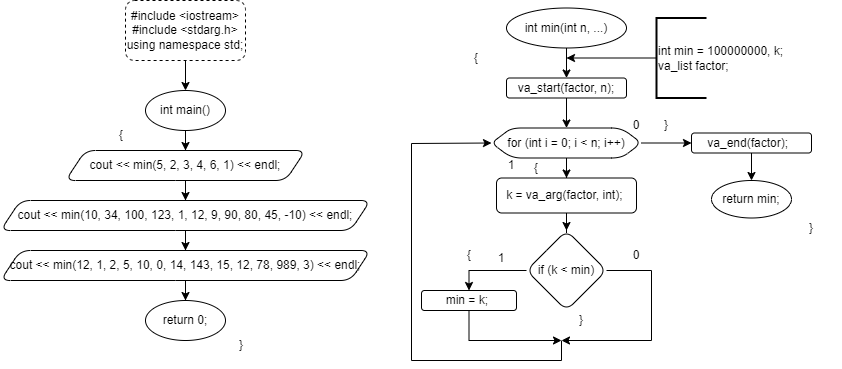 #include <iostream>
#include <stdarg.h>
using namespace std;
int main()
{
cout << min(5, 2, 3, 4, 6, 1) << endl;
cout << min(10, 34, 100, 123, 1, 12, 9, 90, 80, 45, -10) << endl;
cout << min(12, 1, 2, 5, 10, 0, 14, 143, 15, 12, 78, 989, 3) << endl;
return 0;
}
int min(int n, ...)
{
int min = 100000000, k;
va_list factor;
va_start(factor, n);
for (int i = 0; i < n; i++)
0
}
va_end(factor);
return min;
}
1
{
k = va_arg(factor, int);
if (k < min)
{
1
0
min = k;
}